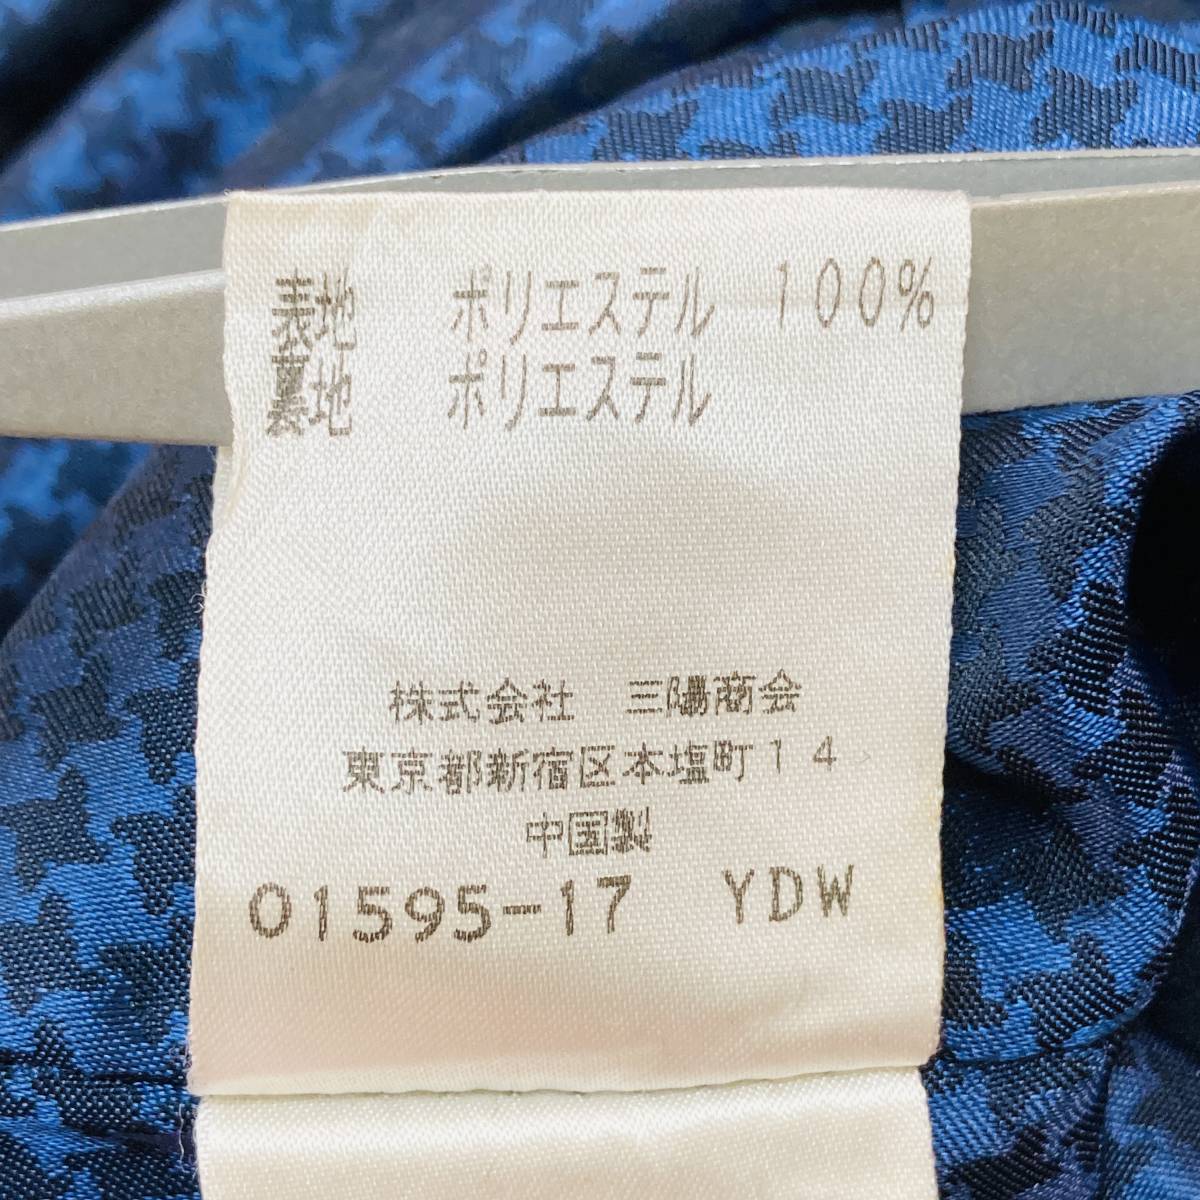 表地 ポリエステル 100%
裏地 ポリエステル
株式会社 三陽商会
東京都新宿区本塩町14
中国製
01595-17 YDW